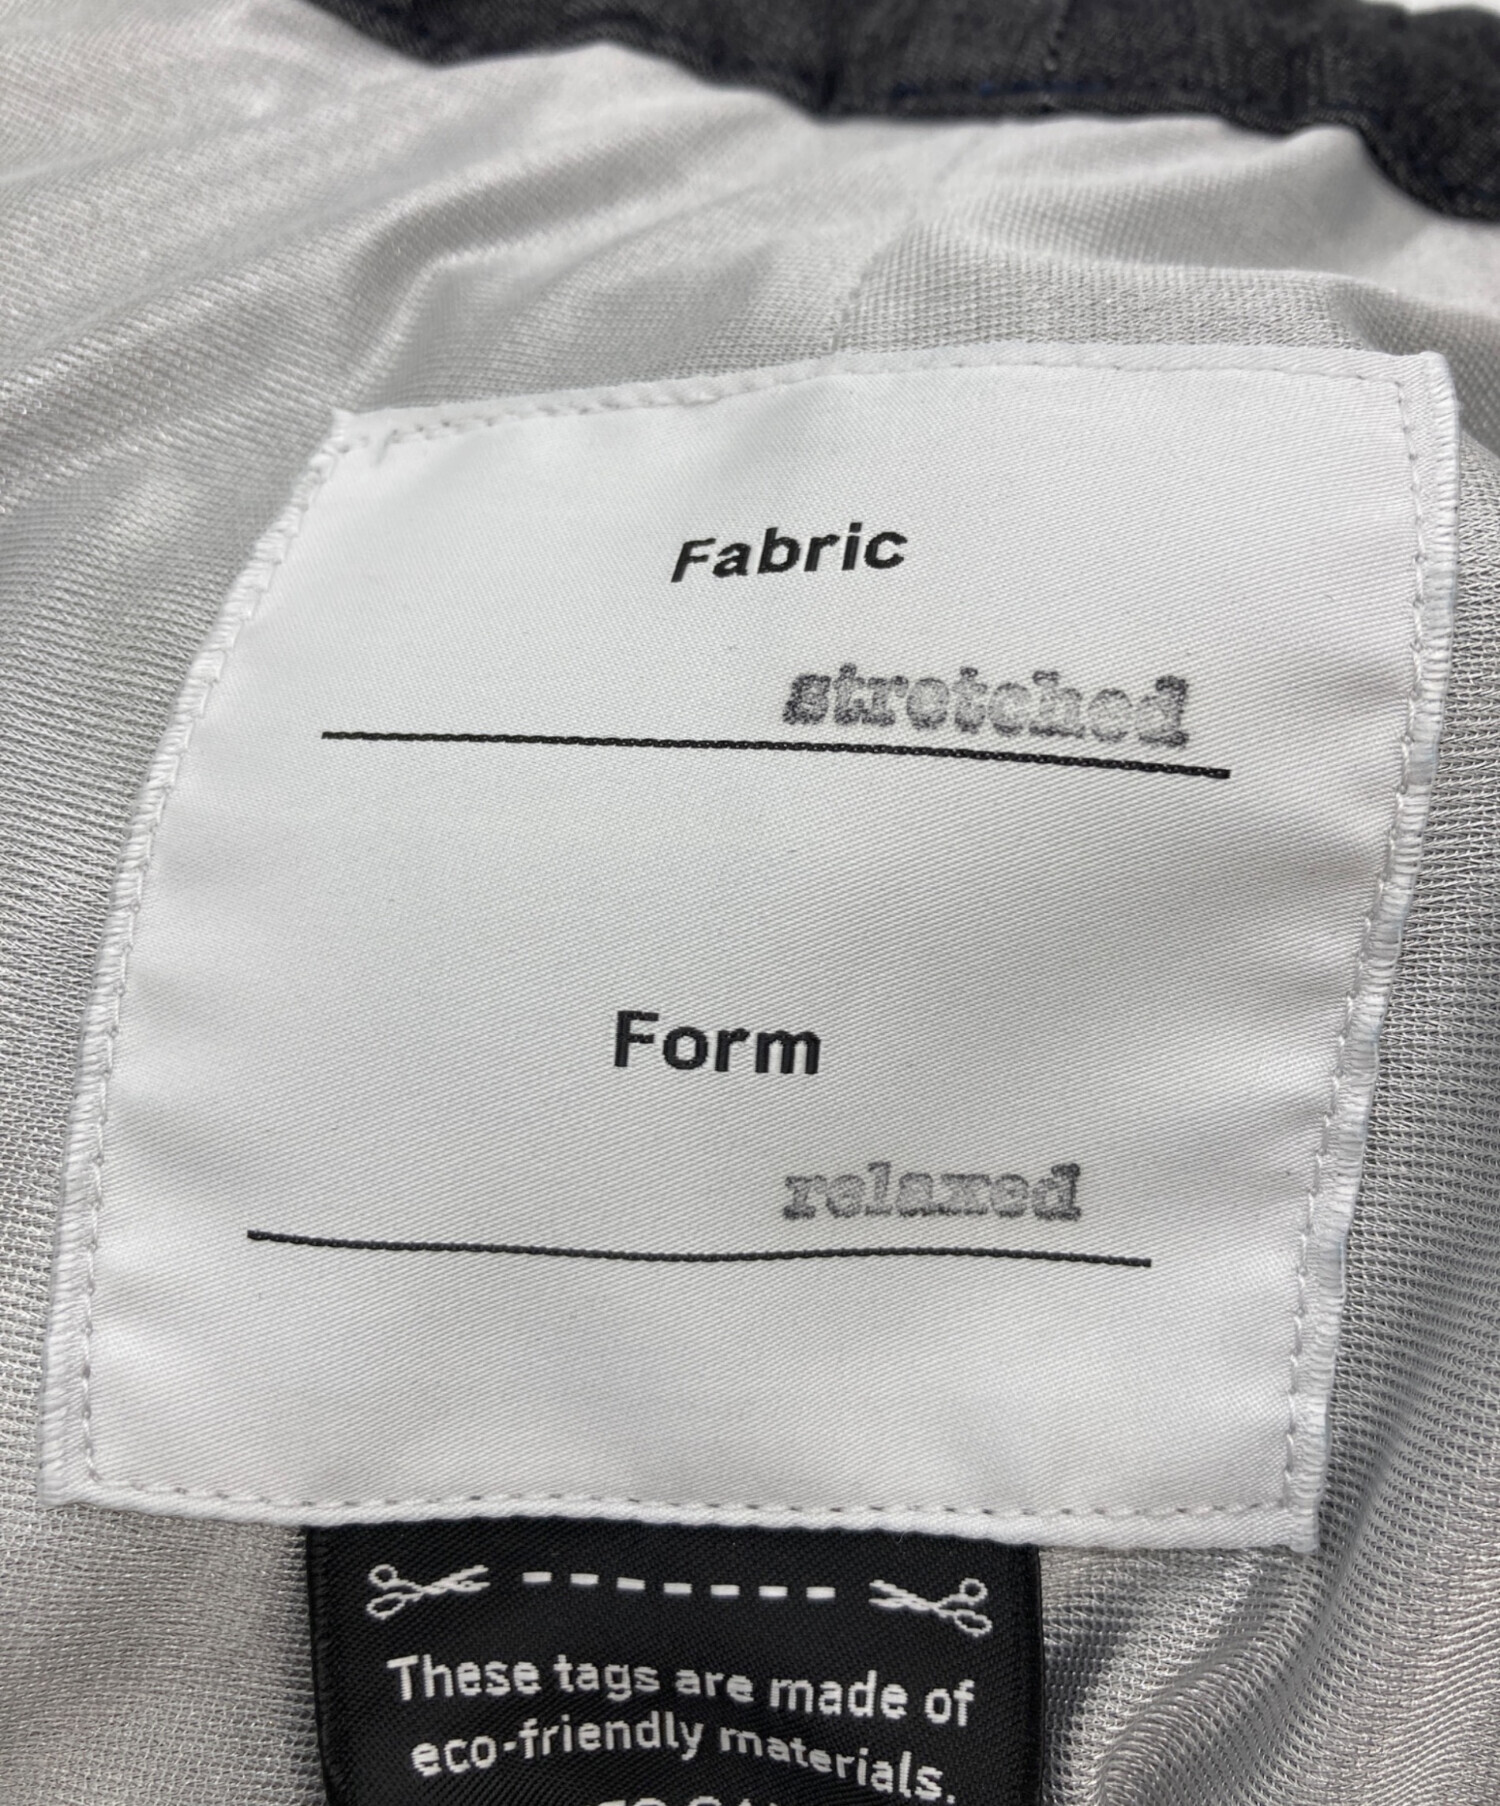 Fabric
stretched
Form
relaxed
These tags are made of
eco-friendly materials.